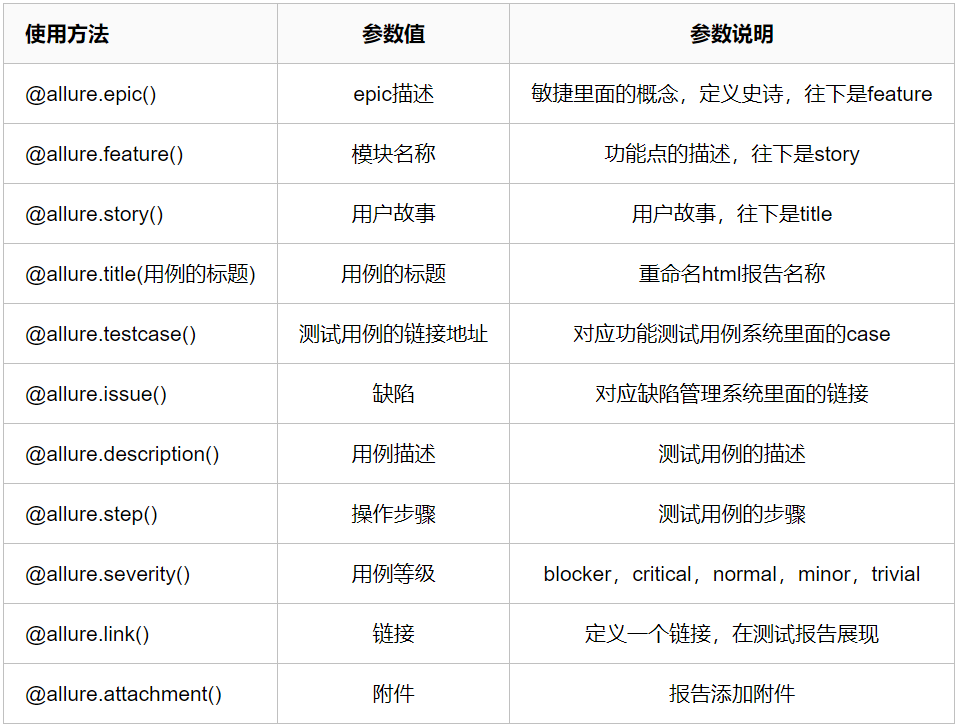 使用方法 参数值 参数说明
@allure.epic() epic描述 敏捷里面的概念，定义史诗，往下是feature
@allure.feature() 模块名称 功能点的描述，往下是story
@allure.story() 用户故事 用户故事，往下是title
@allure.title(用例的标题) 用例的标题 重命名html报告名称
@allure.testcase() 测试用例的链接地址 对应功能测试用例系统里面的case
@allure.issue() 缺陷 对应缺陷管理系统里面的链接
@allure.description() 用例描述 测试用例的描述
@allure.step() 操作步骤 测试用例的步骤
@allure.severity() 用例等级 blocker，critical，normal，minor，trivial
@allure.link() 链接 定义一个链接，在测试报告展现
@allure.attachment() 附件 报告添加附件